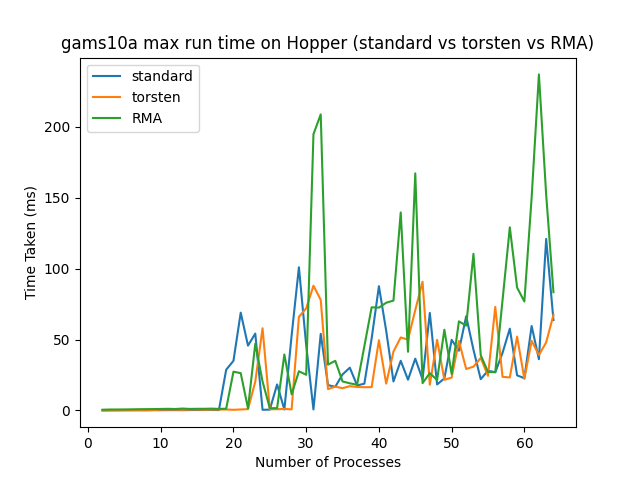 gams10a max run time on Hopper (standard vs torsten vs RMA)
standard
torsten
RMA
Time Taken (ms)
200
150
100
50
0
0 10 20 30 40 50 60
Number of Processes